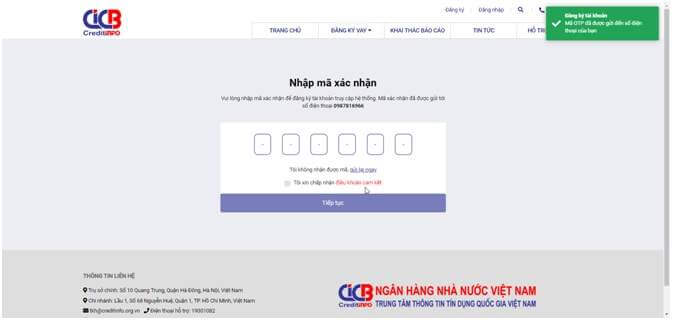 CICB
CreditINFO
Đăng ký
Đăng nhập
TRANG CHỦ
ĐĂNG KÝ VAY
KHAI THÁC BÁO CÁO
TIN TỨC
HỖ TR
Đăng ký tài khoản
Mã OTP đã được gửi đến số điện
thoại của bạn
Nhập mã xác nhận
Vui lòng nhập mã xác nhận để đăng ký tài khoản truy cập hệ thống. Mã xác nhận đã được gửi tới
số điện thoại 0987816966
- - - - - -
Tôi không nhận được mã, gửi lại ngay
Tôi xin chấp nhận Điều khoản cam kết
Tiếp tục
THÔNG TIN LIÊN HỆ
Trụ sở chính: Số 10 Quang Trung, Quận Hà Đông, Hà Nội, Việt Nam
Chi nhánh: Lầu 1, Số 68 Nguyễn Huệ, Quận 1, TP. Hồ Chí Minh, Việt Nam
tkh@creditinfo.org.vn Điện thoại hỗ trợ: 19001082
CICB
CreditINFO
NGÂN HÀNG NHÀ NƯỚC VIỆT NAM
TRUNG TÂM THÔNG TIN TÍN DỤNG QUỐC GIA VIỆT NAM